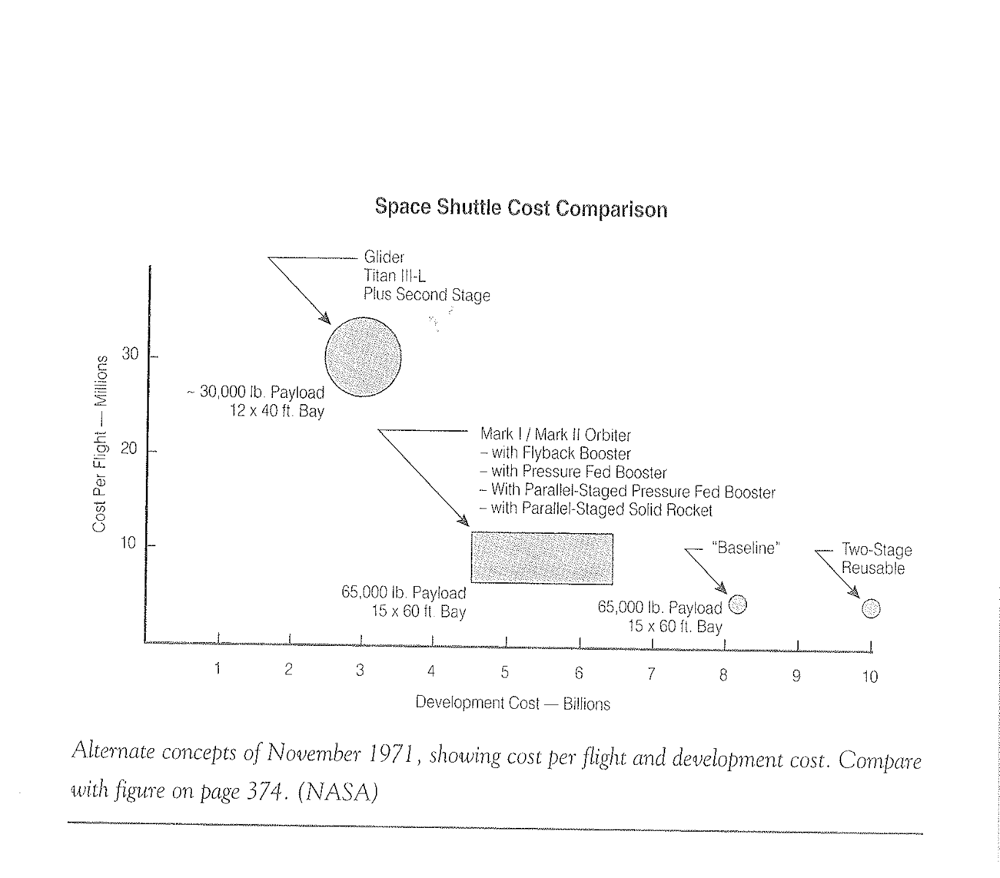 Space Shuttle Cost Comparison
Glider
Titan III-L
Plus Second Stage
30
~ 30,000 lb. Payload
12 x 40 ft. Bay
Cost Per Flight — Millions
20
Mark I / Mark II Orbiter
– with Flyback Booster
– with Pressure Fed Booster
– With Parallel-Staged Pressure Fed Booster
– with Parallel-Staged Solid Rocket
10
"Baseline"
Two-Stage
Reusable
65,000 lb. Payload
15 x 60 ft. Bay
65,000 lb. Payload
15 x 60 ft. Bay
1 2 3 4 5 6 7 8 9 10
Development Cost — Billions
Alternate concepts of November 1971, showing cost per flight and development cost. Compare
with figure on page 374. (NASA)